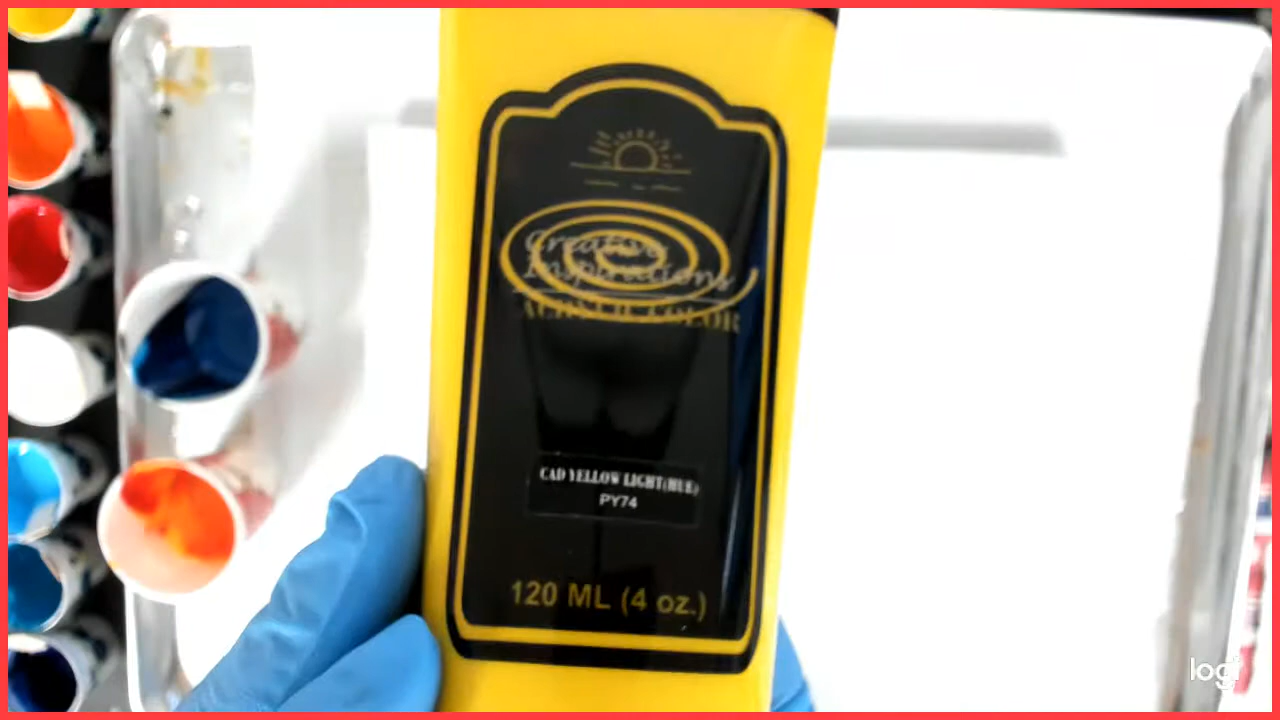 Creative
Inspirations
ACRYLIC COLOR
CAD YELLOW LIGHT(HUE)
PY74
120 ML (4 oz.)
logi